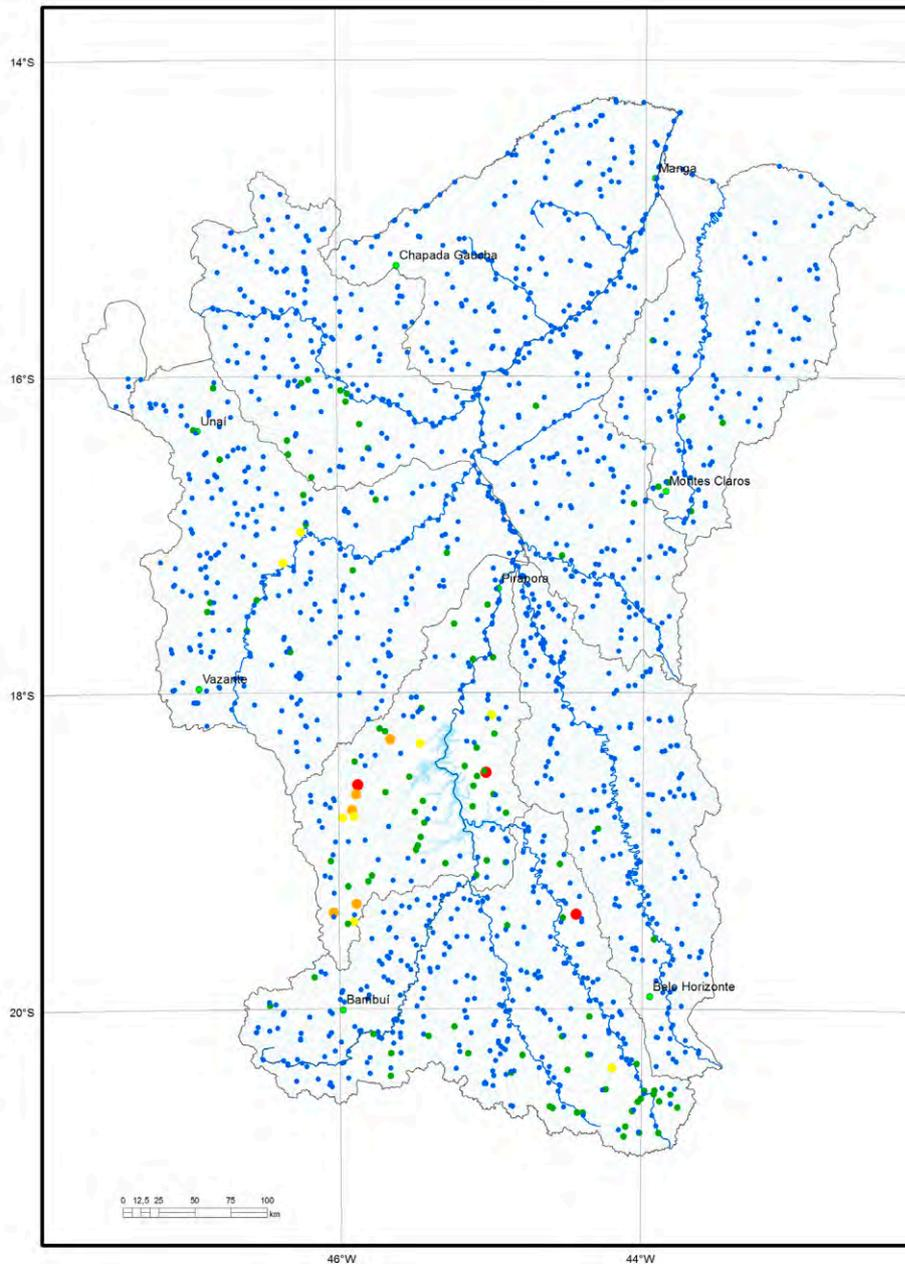 14°S
Manga
Chapada Gaúcha
16°S
Unaí
Montes Claros
Pirapora
Vazante
18°S
Belo Horizonte
Bambuí
20°S
0 12,5 25 50 75 100
km
46°W 44°W